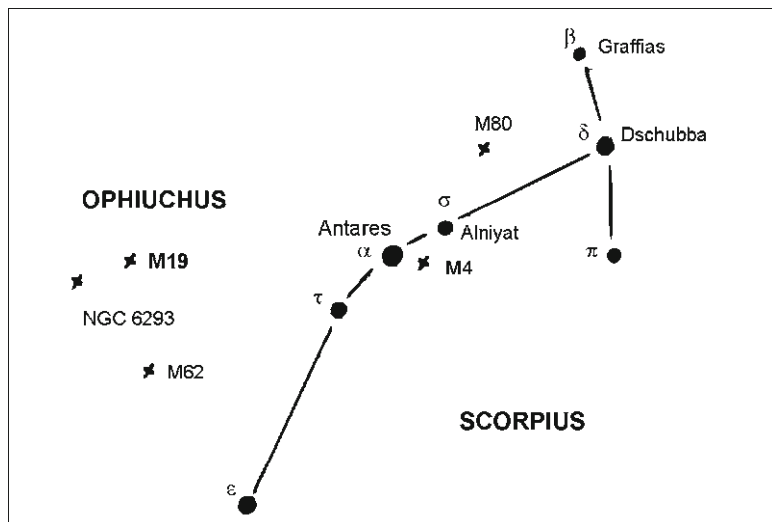 β
Graffias
M80
δ
Dschubba
OPHIUCHUS
σ
Antares
Alniyat
α
M19
M4
π
τ
NGC 6293
M62
SCORPIUS
ε